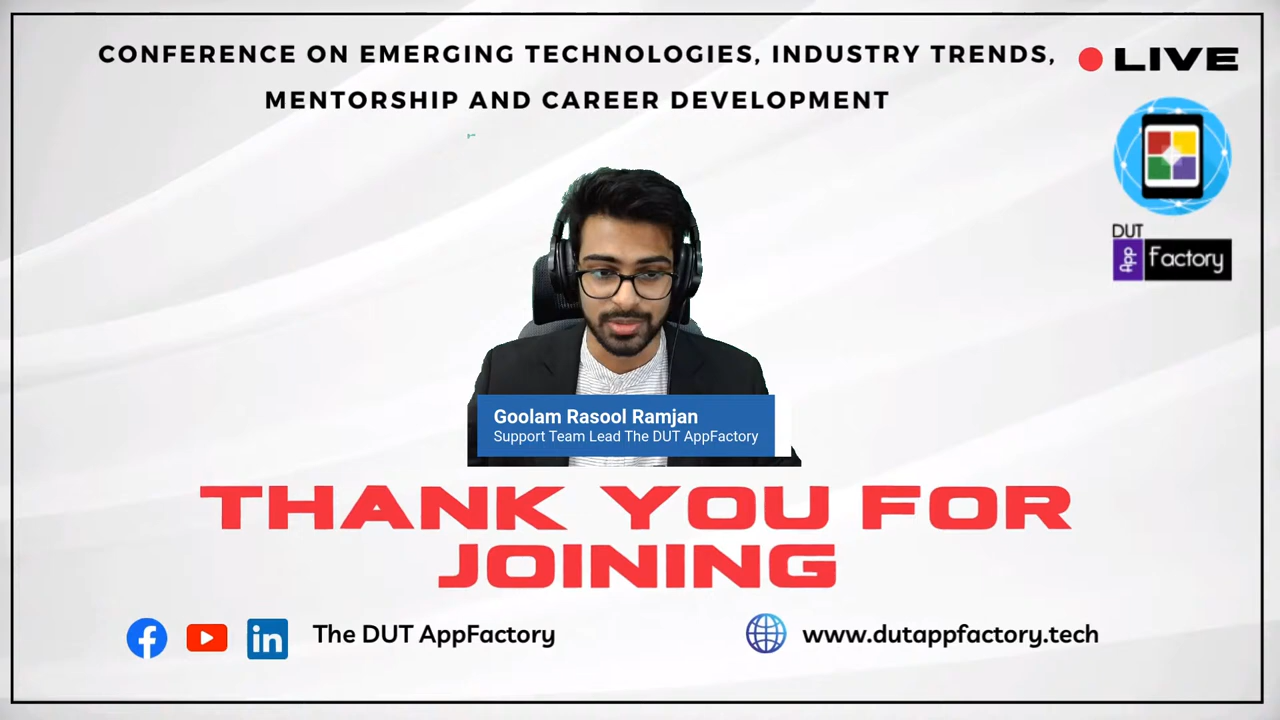 CONFERENCE ON EMERGING TECHNOLOGIES, INDUSTRY TRENDS,
MENTORSHIP AND CAREER DEVELOPMENT
LIVE
DUT
App Factory
Goolam Rasool Ramjan
Support Team Lead The DUT AppFactory
THANK YOU FOR
JOINING
The DUT AppFactory
www.dutappfactory.tech